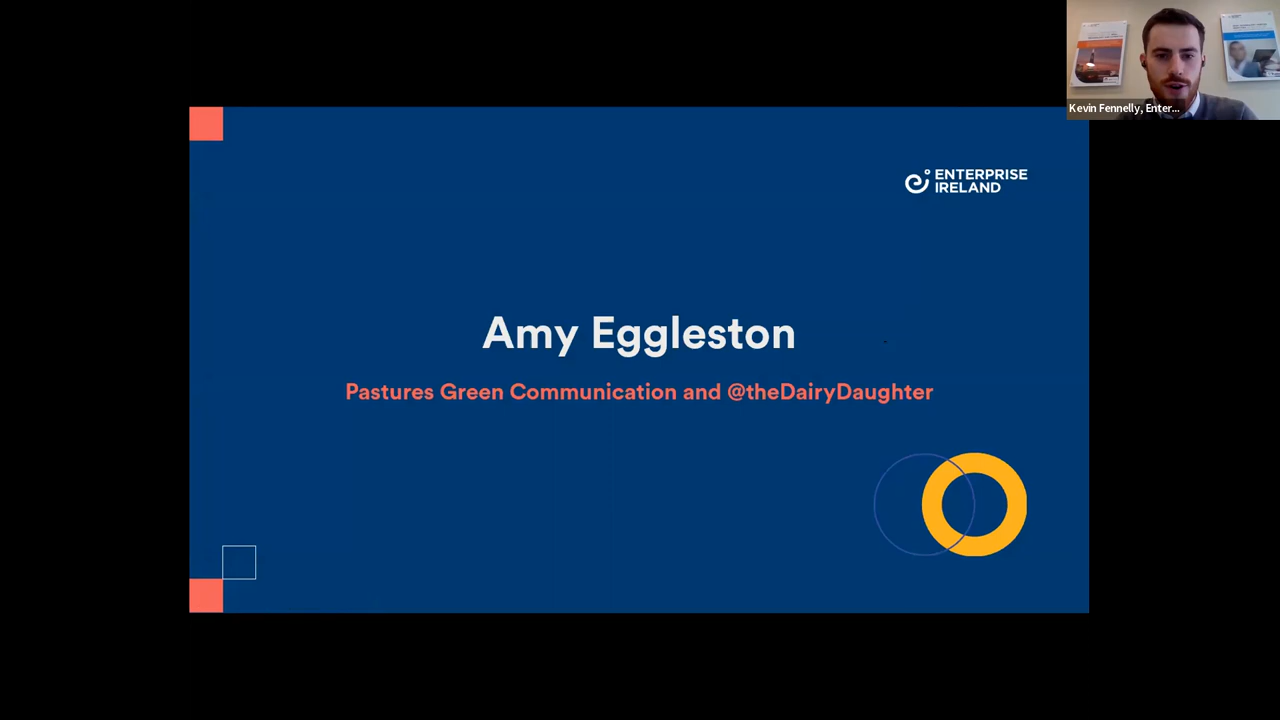 Kevin Fennelly, Enter...
ENTERPRISE
IRELAND
Amy Eggleston
Pastures Green Communication and @theDairyDaughter